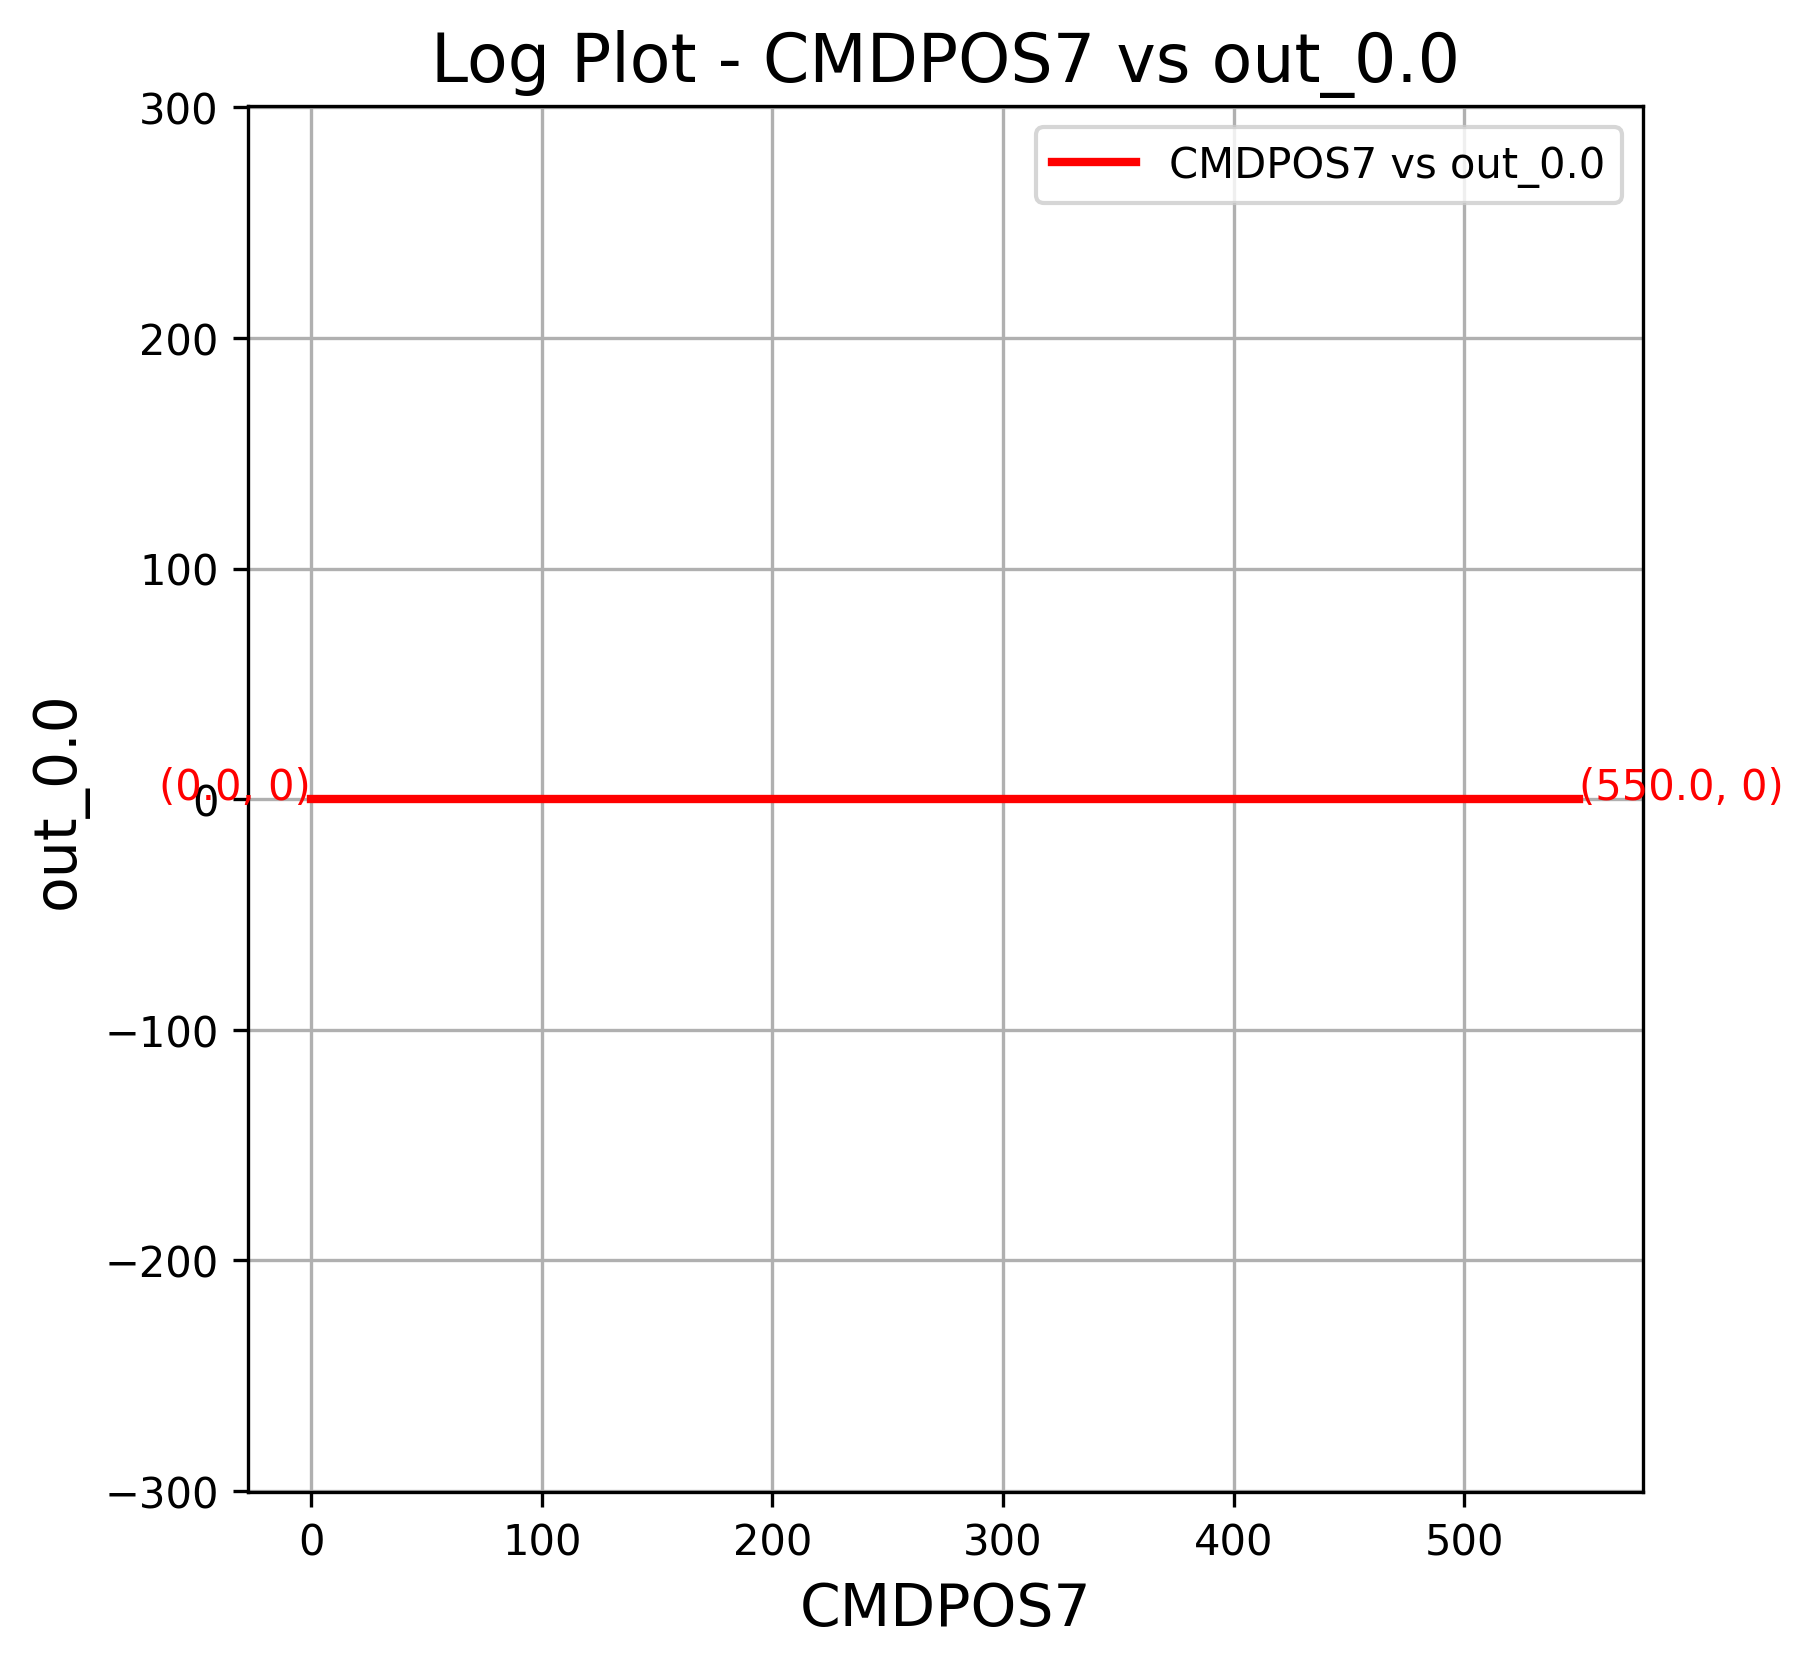 Log Plot - CMDPOS7 vs out_0.0
CMDPOS7 vs out_0.0
300
200
100
0
−100
−200
−300
out_0.0
(0.0, 0)
(550.0, 0)
0 100 200 300 400 500
CMDPOS7